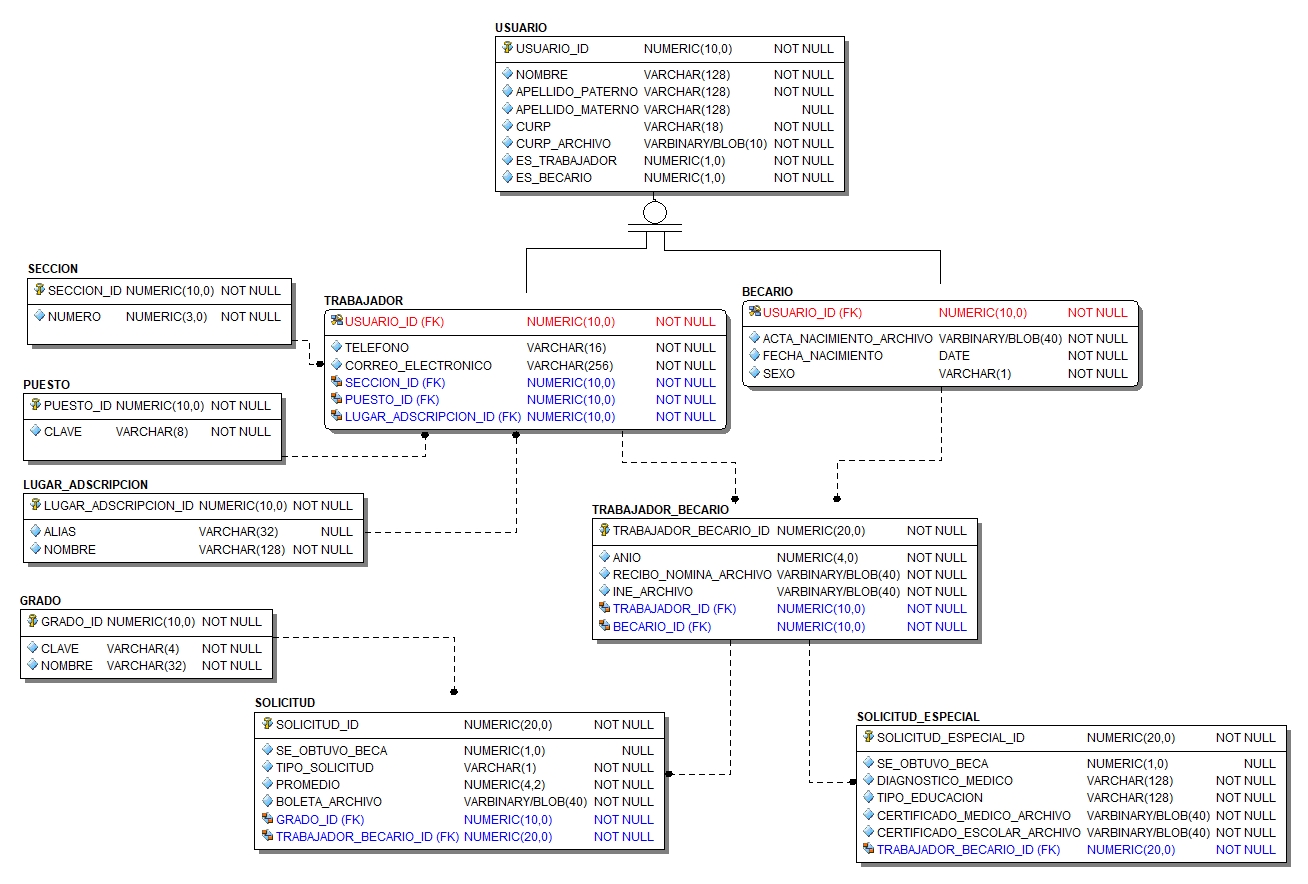 USUARIO
USUARIO_ID NUMERIC(10,0) NOT NULL
NOMBRE VARCHAR(128) NOT NULL
APELLIDO_PATERNO VARCHAR(128) NOT NULL
APELLIDO_MATERNO VARCHAR(128) NULL
CURP VARCHAR(18) NOT NULL
CURP_ARCHIVO VARBINARY/BLOB(10) NOT NULL
ES_TRABAJADOR NUMERIC(1,0) NOT NULL
ES_BECARIO NUMERIC(1,0) NOT NULL
SECCION
SECCION_ID NUMERIC(10,0) NOT NULL
NUMERO NUMERIC(3,0) NOT NULL
TRABAJADOR
USUARIO_ID (FK) NUMERIC(10,0) NOT NULL
TELEFONO VARCHAR(16) NOT NULL
CORREO_ELECTRONICO VARCHAR(256) NOT NULL
SECCION_ID (FK) NUMERIC(10,0) NOT NULL
PUESTO_ID (FK) NUMERIC(10,0) NOT NULL
LUGAR_ADSCRIPCION_ID (FK) NUMERIC(10,0) NOT NULL
BECARIO
USUARIO_ID (FK) NUMERIC(10,0) NOT NULL
ACTA_NACIMIENTO_ARCHIVO VARBINARY/BLOB(40) NOT NULL
FECHA_NACIMIENTO DATE NOT NULL
SEXO VARCHAR(1) NOT NULL
PUESTO
PUESTO_ID NUMERIC(10,0) NOT NULL
CLAVE VARCHAR(8) NOT NULL
LUGAR_ADSCRIPCION
LUGAR_ADSCRIPCION_ID NUMERIC(10,0) NOT NULL
ALIAS VARCHAR(32) NULL
NOMBRE VARCHAR(128) NOT NULL
TRABAJADOR_BECARIO
TRABAJADOR_BECARIO_ID NUMERIC(20,0) NOT NULL
ANIO NUMERIC(4,0) NOT NULL
RECIBO_NOMINA_ARCHIVO VARBINARY/BLOB(40) NOT NULL
INE_ARCHIVO VARBINARY/BLOB(40) NOT NULL
TRABAJADOR_ID (FK) NUMERIC(10,0) NOT NULL
BECARIO_ID (FK) NUMERIC(10,0) NOT NULL
GRADO
GRADO_ID NUMERIC(10,0) NOT NULL
CLAVE VARCHAR(4) NOT NULL
NOMBRE VARCHAR(32) NOT NULL
SOLICITUD
SOLICITUD_ID NUMERIC(20,0) NOT NULL
SE_OBTUVO_BECA NUMERIC(1,0) NULL
TIPO_SOLICITUD VARCHAR(1) NOT NULL
PROMEDIO NUMERIC(4,2) NOT NULL
BOLETA_ARCHIVO VARBINARY/BLOB(40) NOT NULL
GRADO_ID (FK) NUMERIC(10,0) NOT NULL
TRABAJADOR_BECARIO_ID (FK) NUMERIC(20,0) NOT NULL
SOLICITUD_ESPECIAL
SOLICITUD_ESPECIAL_ID NUMERIC(20,0) NOT NULL
SE_OBTUVO_BECA NUMERIC(1,0) NULL
DIAGNOSTICO_MEDICO VARCHAR(128) NOT NULL
TIPO_EDUCACION VARCHAR(128) NOT NULL
CERTIFICADO_MEDICO_ARCHIVO VARBINARY/BLOB(40) NOT NULL
CERTIFICADO_ESCOLAR_ARCHIVO VARBINARY/BLOB(40) NOT NULL
TRABAJADOR_BECARIO_ID (FK) NUMERIC(20,0) NOT NULL